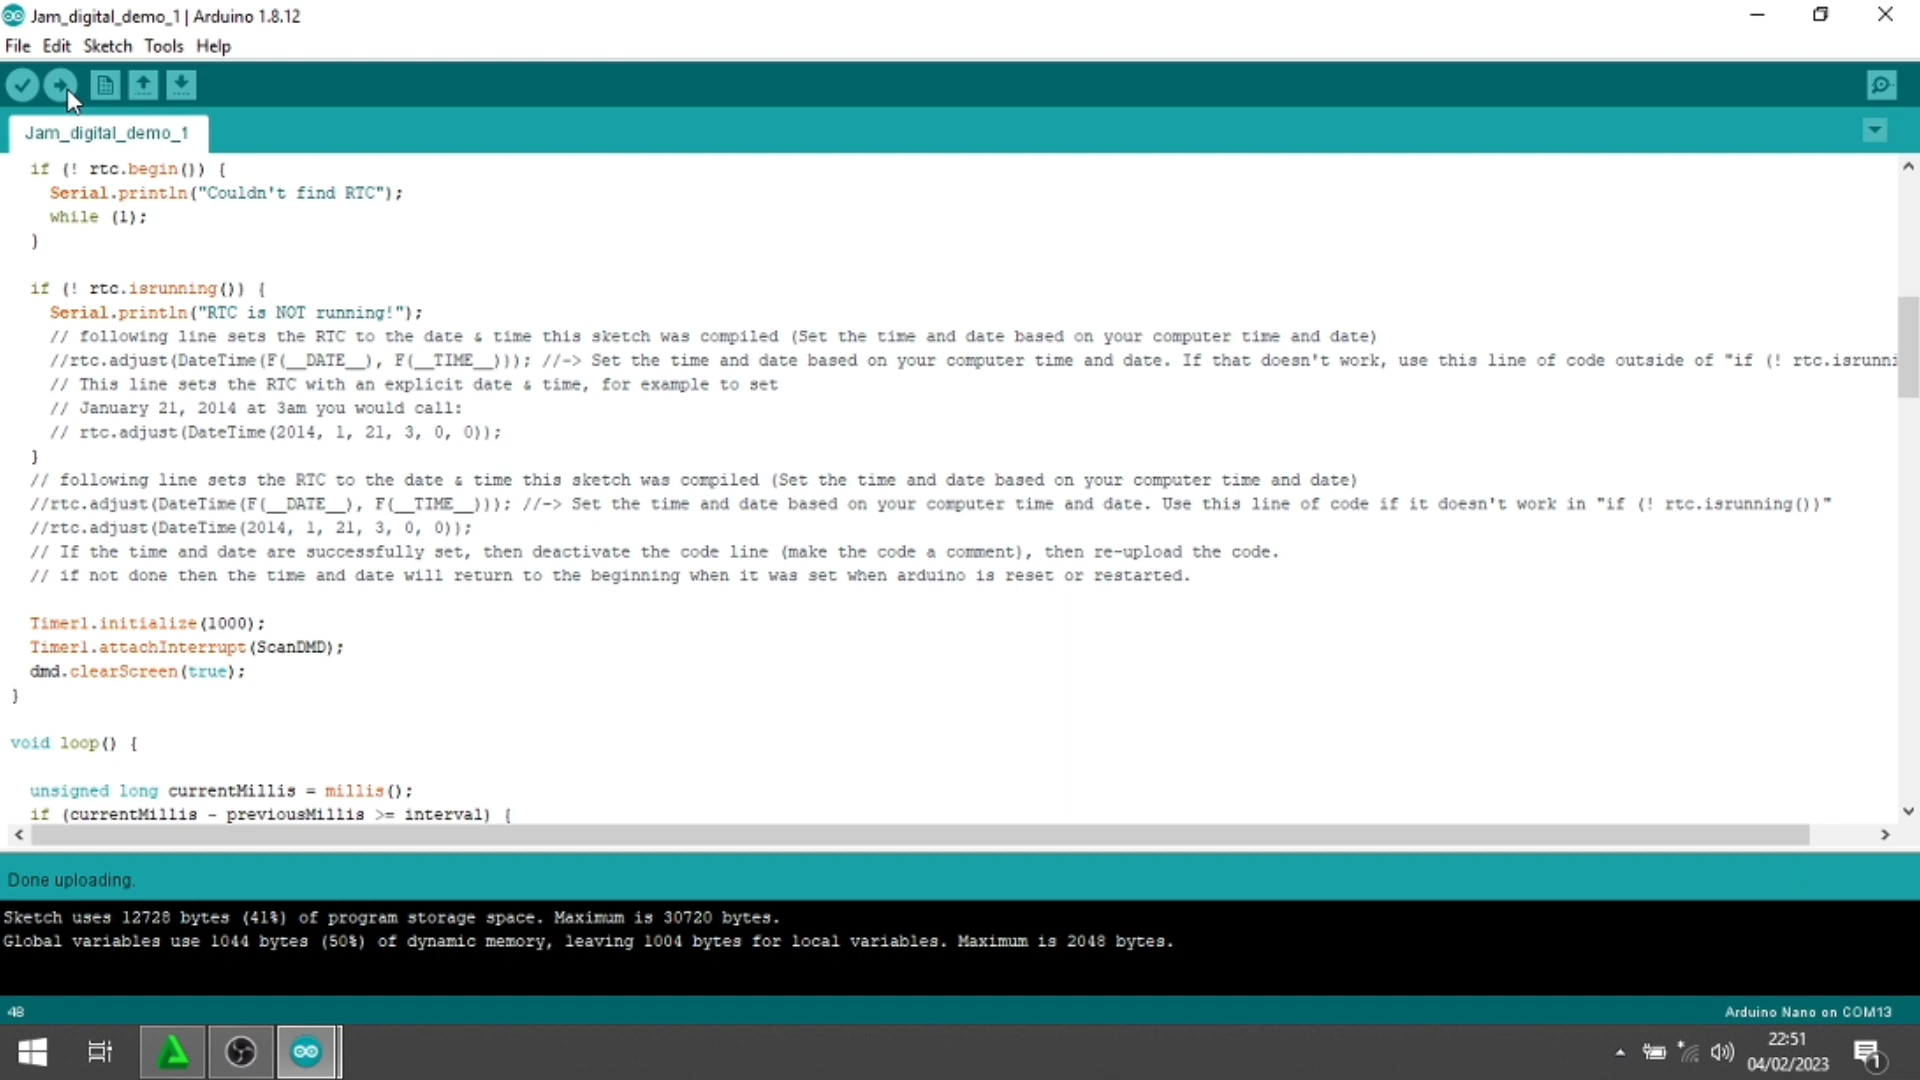 Jam_digital_demo_1 | Arduino 1.8.12
File Edit Sketch Tools Help
Jam_digital_demo_1
if (! rtc.begin()) {
Serial.println("Couldn't find RTC");
while (1);
}
if (! rtc.isrunning()) {
Serial.println("RTC is NOT running!");
// following line sets the RTC to the date & time this sketch was compiled (Set the time and date based on your computer time and date)
//rtc.adjust(DateTime(F(__DATE__), F(__TIME__))); //-> Set the time and date based on your computer time and date. If that doesn't work, use this line of code outside of "if (! rtc.isrunni
// This line sets the RTC with an explicit date & time, for example to set
// January 21, 2014 at 3am you would call:
// rtc.adjust(DateTime(2014, 1, 21, 3, 0, 0));
}
// following line sets the RTC to the date & time this sketch was compiled (Set the time and date based on your computer time and date)
//rtc.adjust(DateTime(F(__DATE__), F(__TIME__))); //-> Set the time and date based on your computer time and date. Use this line of code if it doesn't work in "if (! rtc.isrunning())"
//rtc.adjust(DateTime(2014, 1, 21, 3, 0, 0));
// If the time and date are successfully set, then deactivate the code line (make the code a comment), then re-upload the code.
// if not done then the time and date will return to the beginning when it was set when arduino is reset or restarted.
Timer1.initialize(1000);
Timer1.attachInterrupt(ScanDMD);
dmd.clearScreen(true);
}
void loop() {
unsigned long currentMillis = millis();
if (currentMillis - previousMillis >= interval) {
Done uploading.
Sketch uses 12728 bytes (41%) of program storage space. Maximum is 30720 bytes.
Global variables use 1044 bytes (50%) of dynamic memory, leaving 1004 bytes for local variables. Maximum is 2048 bytes.
48
Arduino Nano on COM13
22:51
04/02/2023
1